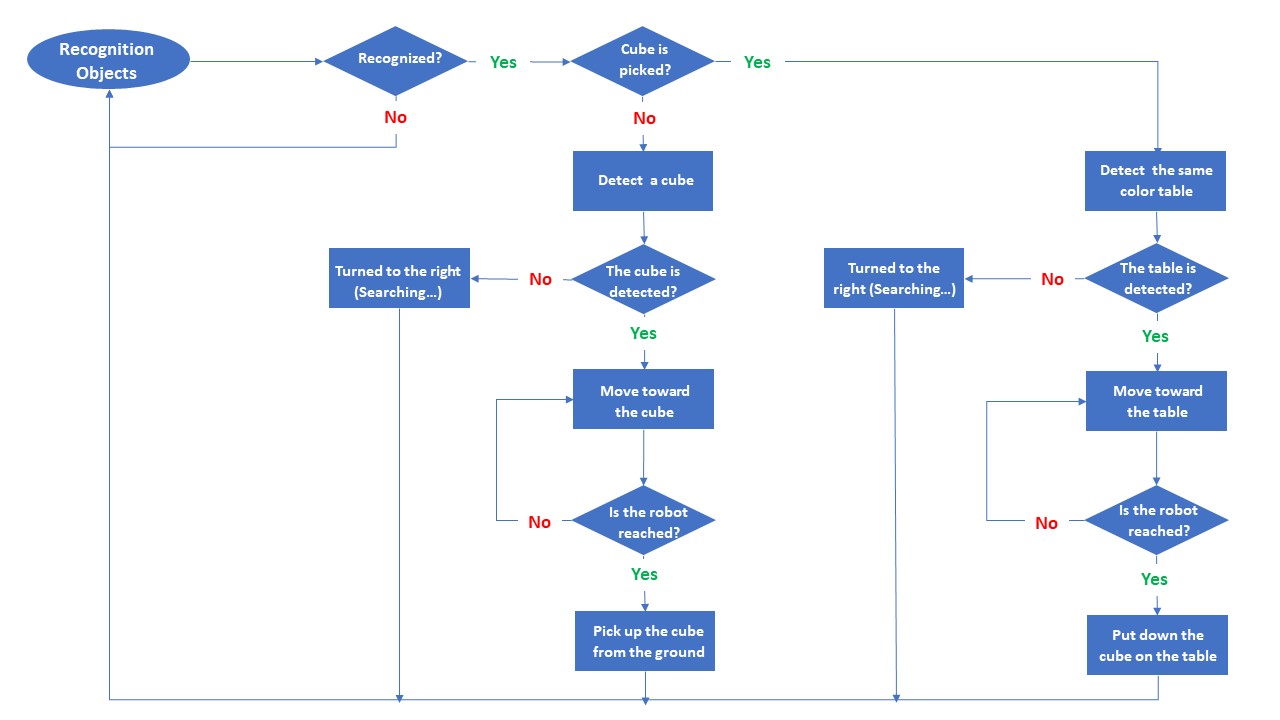 Recognition
Objects
Recognized?
Yes
Cube is
picked?
Yes
No
No
Detect a cube
Detect the same
color table
Turned to the right
(Searching...)
No
The cube is
detected?
Turned to the
right (Searching...)
No
The table is
detected?
Yes
Yes
Move toward
the cube
Move toward
the table
No
Is the robot
reached?
No
Is the robot
reached?
Yes
Yes
Pick up the cube
from the ground
Put down the
cube on the table